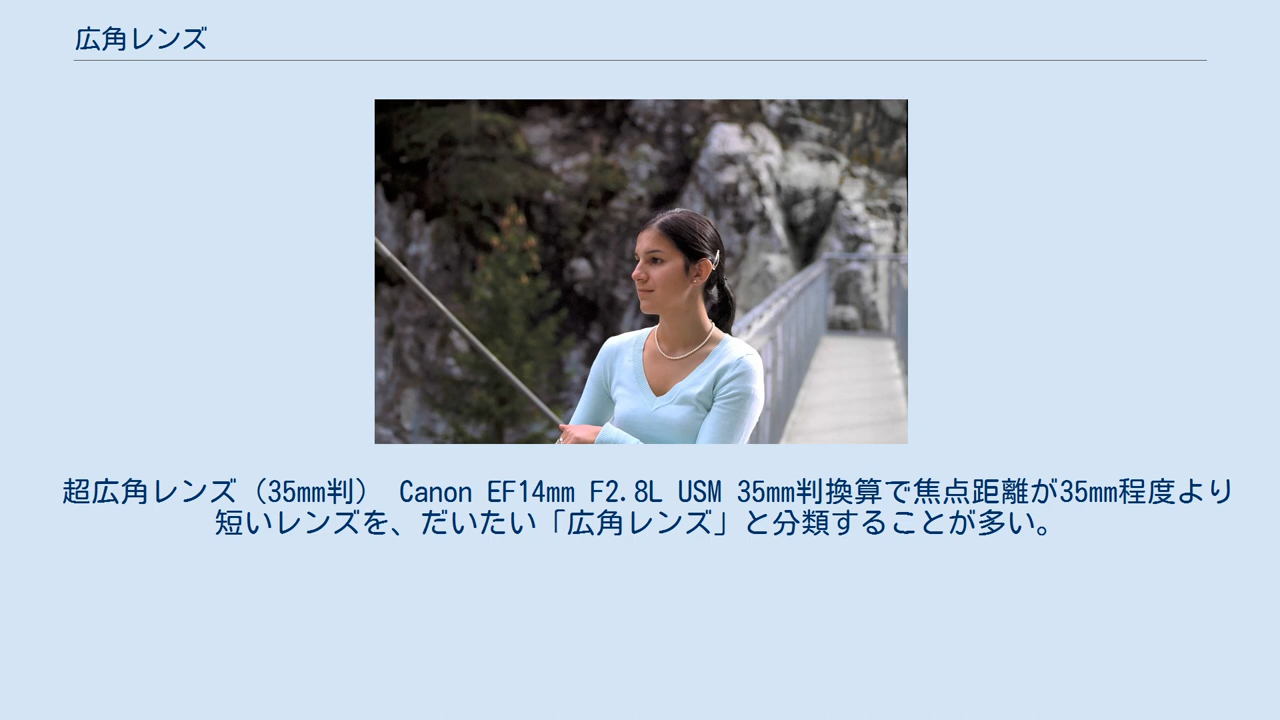 広角レンズ
超広角レンズ（35mm判） Canon EF14mm F2.8L USM 35mm判換算で焦点距離が35mm程度より
短いレンズを、だいたい「広角レンズ」と分類することが多い。